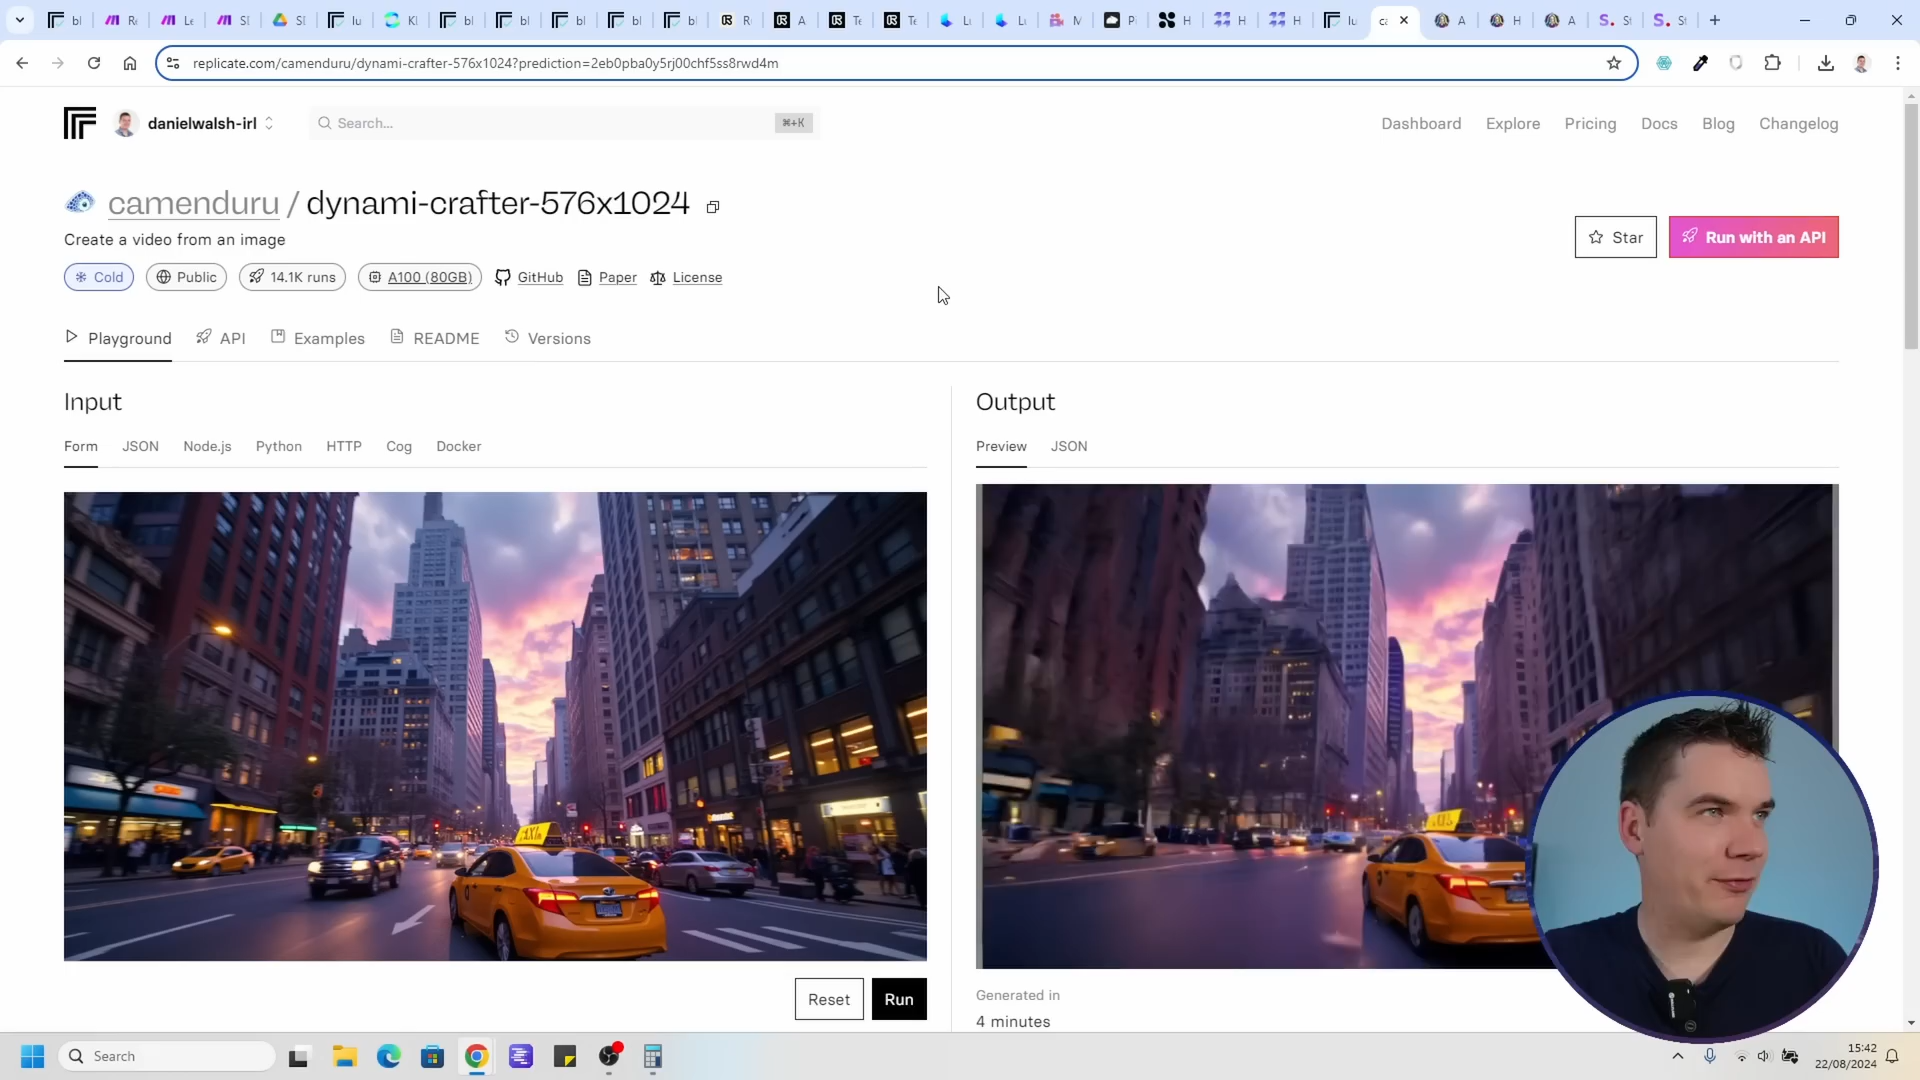 replicate.com/camenduru/dynami-crafter-576x1024?prediction=2eb0pba0y5rj00chf5ss8rwd4m
danielwalsh-irl
Search...
⌘+K
Dashboard
Explore
Pricing
Docs
Blog
Changelog
camenduru / dynami-crafter-576x1024
Create a video from an image
Star
Run with an API
Cold
Public
14.1K runs
A100 (80GB)
GitHub
Paper
License
Playground
API
Examples
README
Versions
Input
Output
Form
JSON
Node.js
Python
HTTP
Cog
Docker
Preview
JSON
Reset
Run
Generated in
4 minutes
Search
15:42
22/08/2024